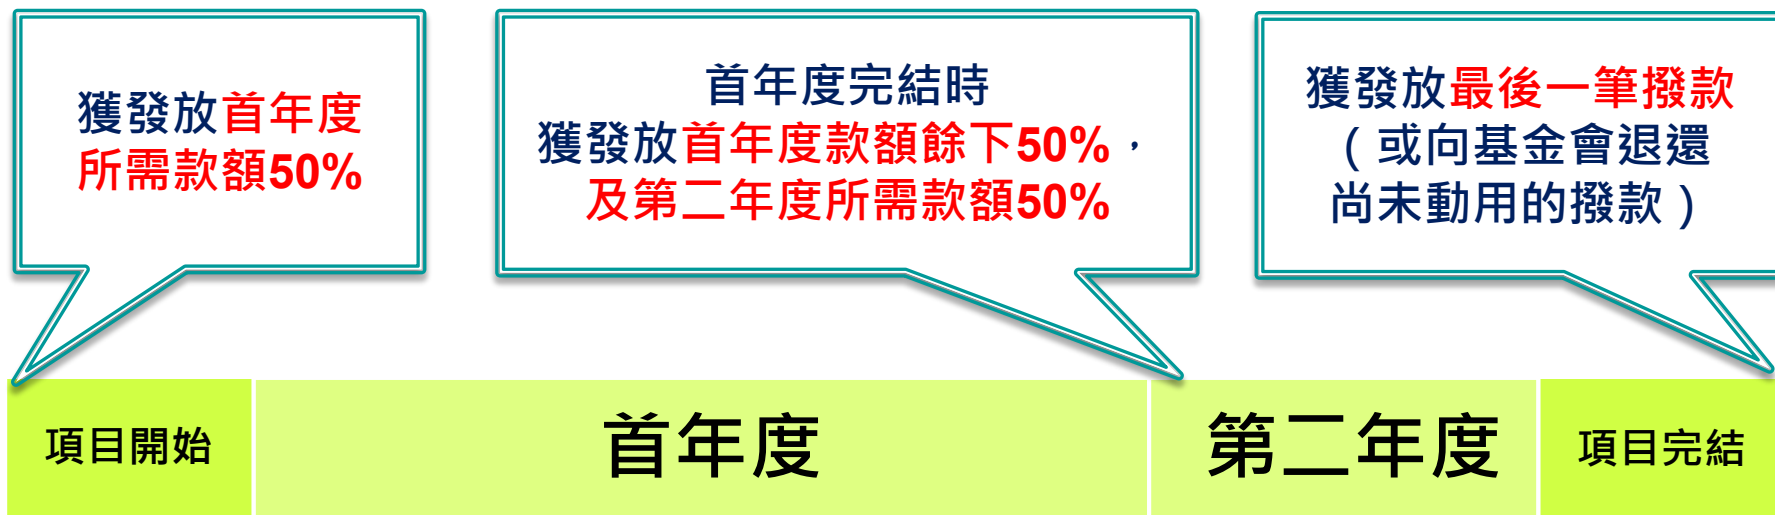 獲發放首年度
所需款額50%
首年度完結時
獲發放首年度款額餘下50%，
及第二年度所需款額50%
獲發放最後一筆撥款
（或向基金會退還
尚未動用的撥款）
項目開始
首年度
第二年度
項目完結